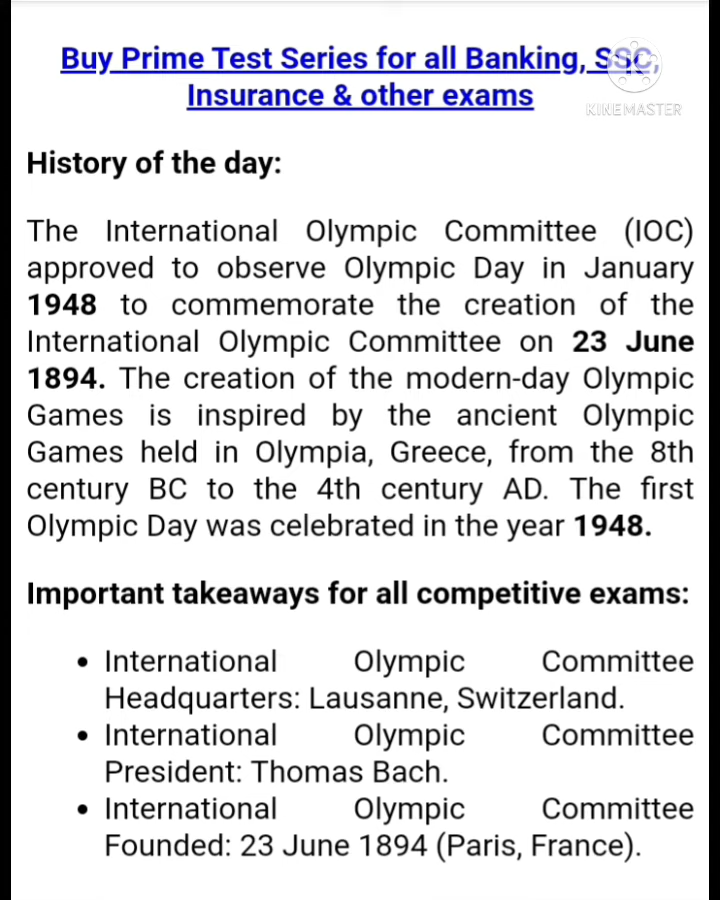 Buy Prime Test Series for all Banking, SSC,
Insurance & other exams
KINEMASTER
History of the day:
The International Olympic Committee (IOC)
approved to observe Olympic Day in January
1948 to commemorate the creation of the
International Olympic Committee on 23 June
1894. The creation of the modern-day Olympic
Games is inspired by the ancient Olympic
Games held in Olympia, Greece, from the 8th
century BC to the 4th century AD. The first
Olympic Day was celebrated in the year 1948.
Important takeaways for all competitive exams:
• International Olympic Committee
Headquarters: Lausanne, Switzerland.
• International Olympic Committee
President: Thomas Bach.
• International Olympic Committee
Founded: 23 June 1894 (Paris, France).